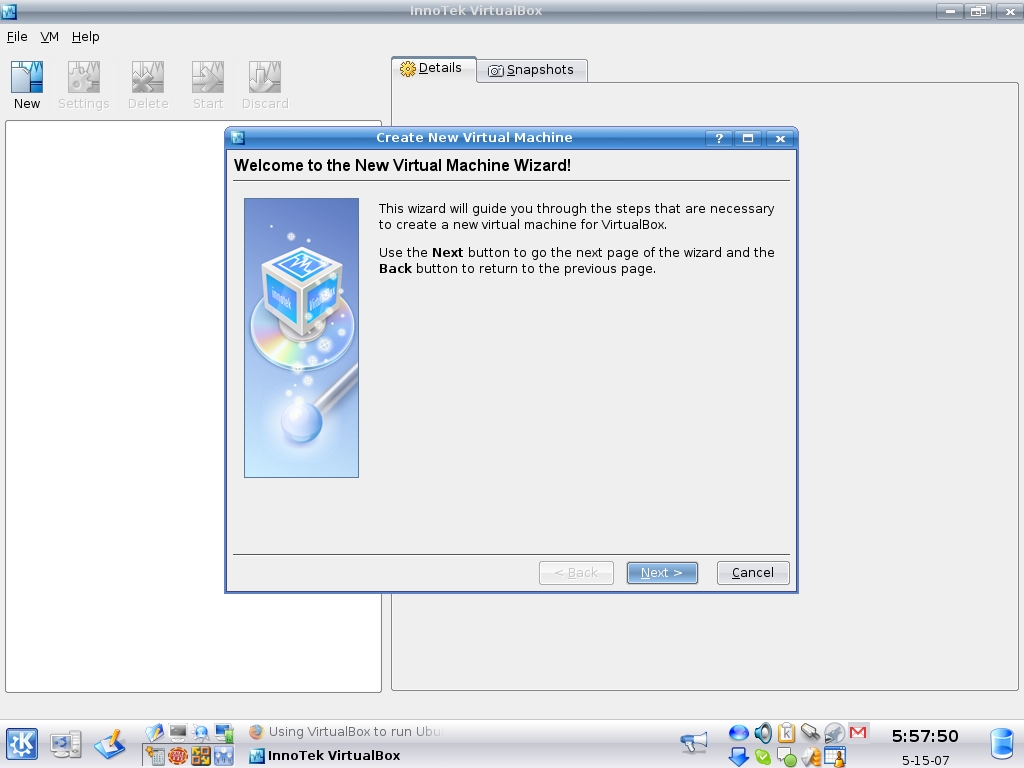 InnoTek VirtualBox
File VM Help
New Settings Delete Start Discard
Details Snapshots
Create New Virtual Machine
Welcome to the New Virtual Machine Wizard!
This wizard will guide you through the steps that are necessary
to create a new virtual machine for VirtualBox.
Use the Next button to go the next page of the wizard and the
Back button to return to the previous page.
innotek VirtualBox
< Back Next > Cancel
Using VirtualBox to run Ubu
InnoTek VirtualBox
5:57:50
5-15-07